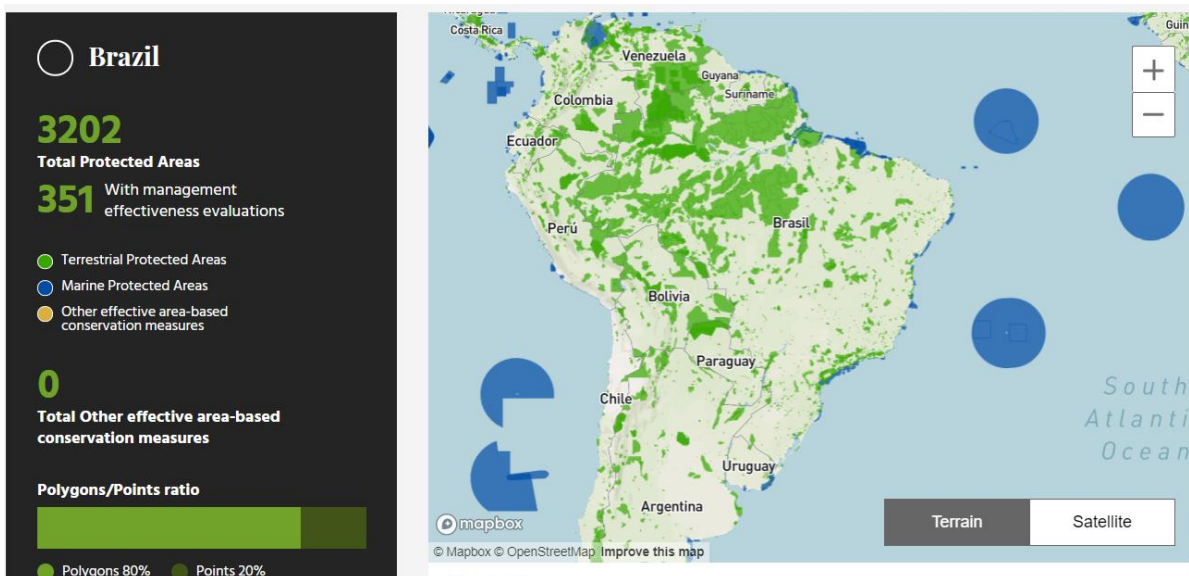 Brazil
3202
Total Protected Areas
351 With management
effectiveness evaluations
Terrestrial Protected Areas
Marine Protected Areas
Other effective area-based
conservation measures
0
Total Other effective area-based
conservation measures
Polygons/Points ratio
Polygons 80% Points 20%
Costa Rica
Venezuela
Guyana
Suriname
Colombia
Ecuador
Perú
Brasil
Bolivia
Paraguay
Chile
Uruguay
Argentina
South
Atlanti
Ocean
Guin
+
−
Terrain
Satellite
mapbox
© Mapbox © OpenStreetMap Improve this map